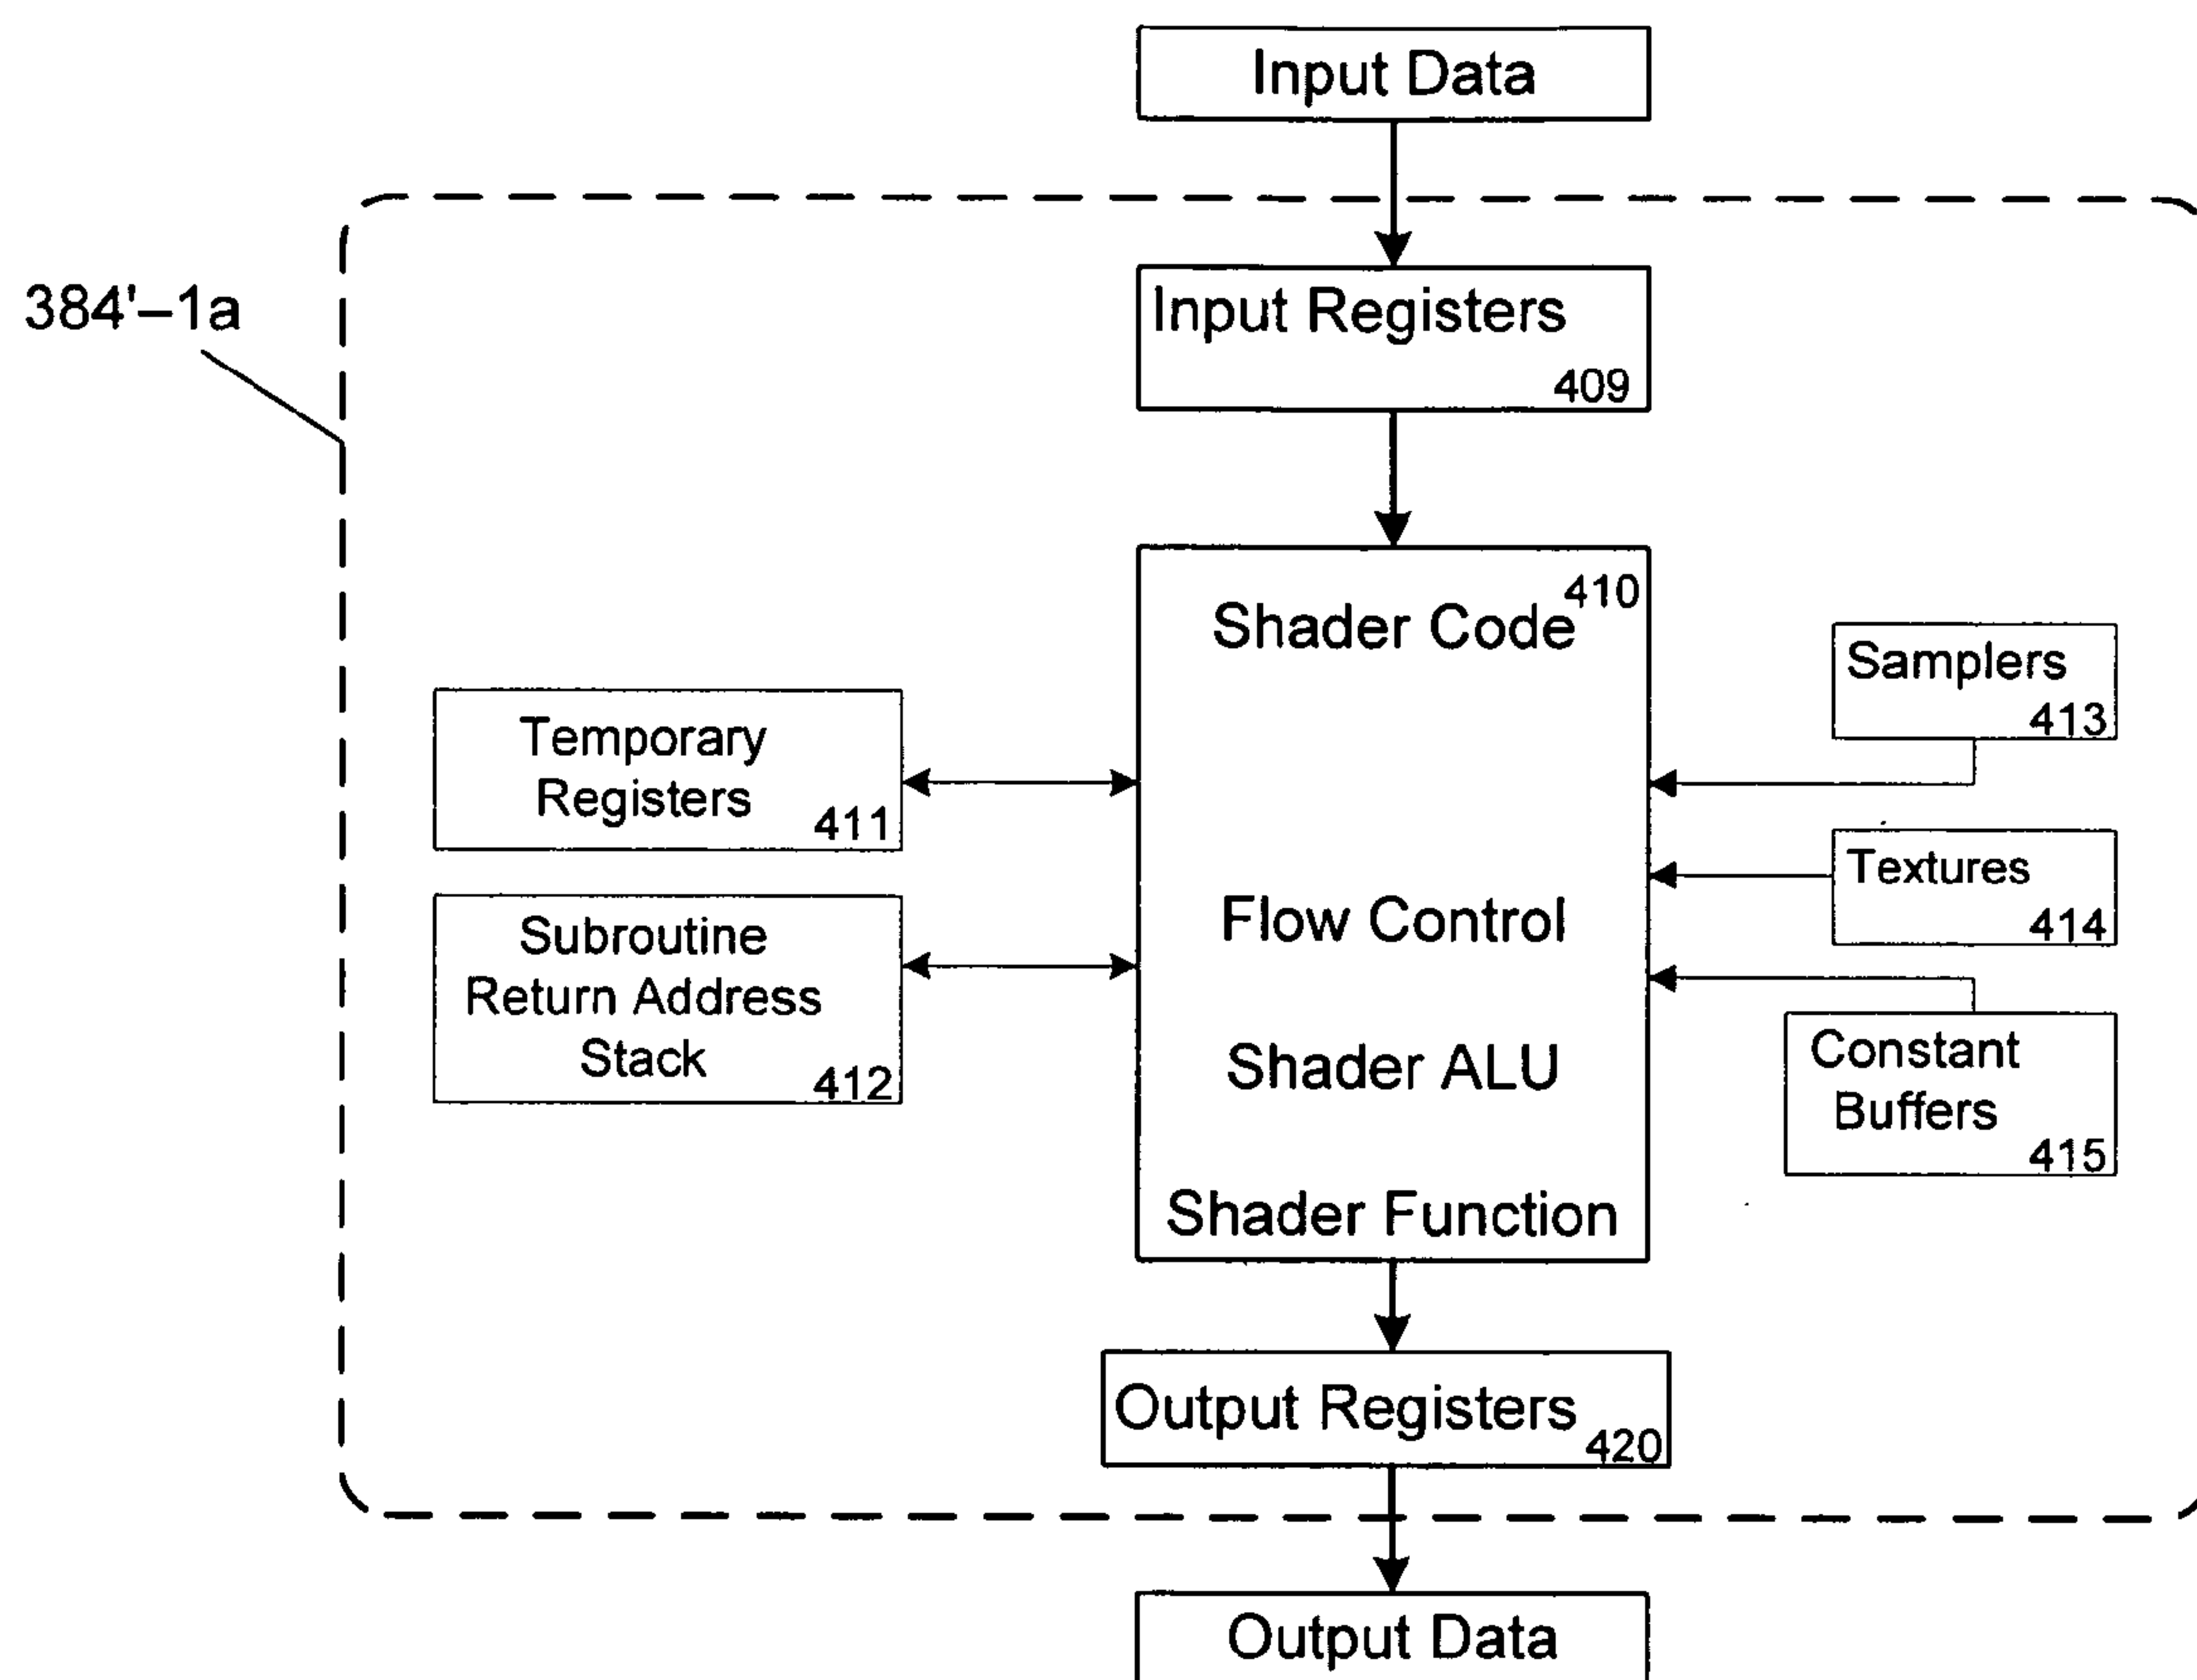 Input Data
384'–1a
Input Registers
409
410
Shader Code
Flow Control
Shader ALU
Shader Function
Temporary
Registers
411
Subroutine
Return Address
Stack
412
Samplers
413
Textures
414
Constant
Buffers
415
Output Registers
420
Output Data